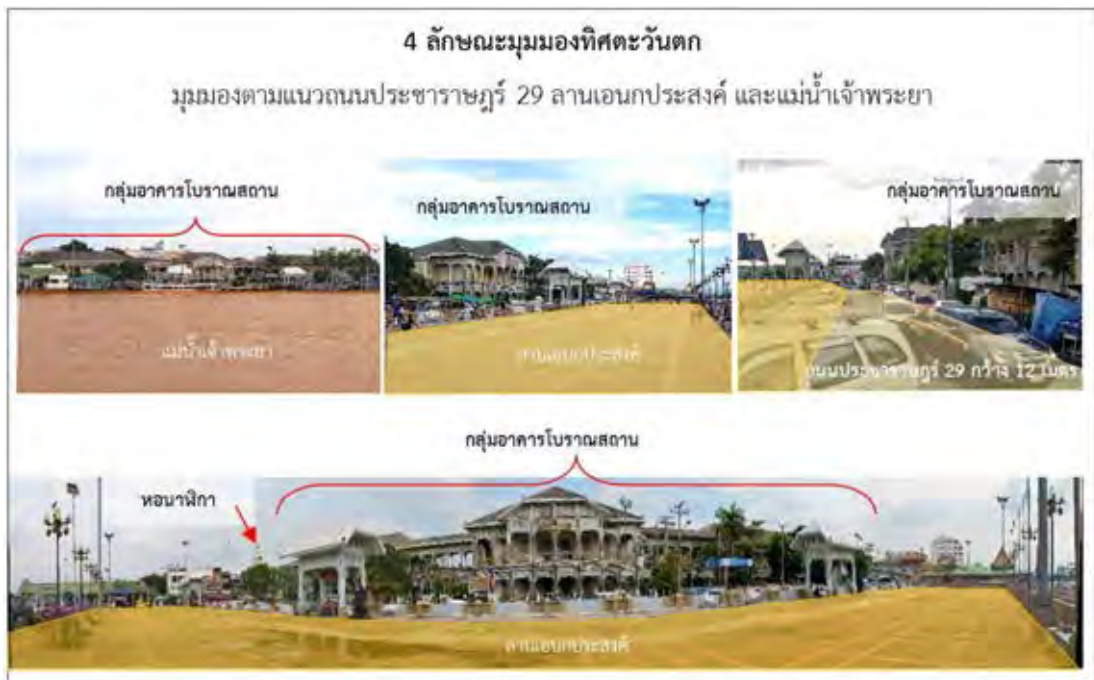 4 ลักษณะมุมมองทิศตะวันตก
มุมมองตามแนวถนนประชาราษฎร์ 29 ลานเอนกประสงค์ และแม่น้ำเจ้าพระยา
กลุ่มอาคารโบราณสถาน
กลุ่มอาคารโบราณสถาน
กลุ่มอาคารโบราณสถาน
แม่น้ำเจ้าพระยา
ลานเอนกประสงค์
ถนนประชาราษฎร์ 29 กว้าง 12 เมตร
กลุ่มอาคารโบราณสถาน
หอนาฬิกา
ลานเอนกประสงค์